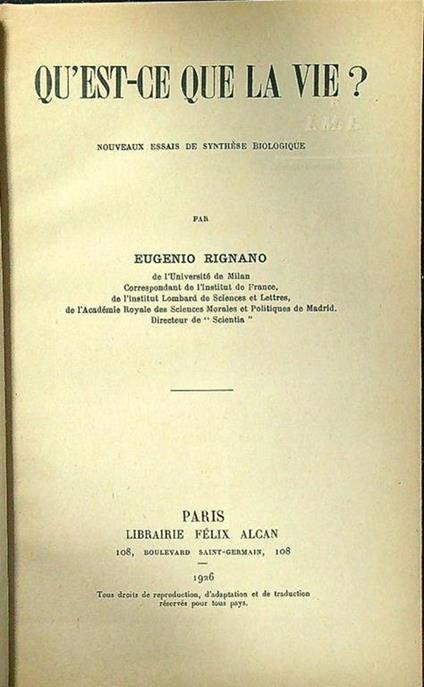 QU'EST-CE QUE LA VIE ?
NOUVEAUX ESSAIS DE SYNTHÈSE BIOLOGIQUE
PAR
EUGENIO RIGNANO
de l'Université de Milan
Correspondant de l'Institut de France,
de l'Institut Lombard de Sciences et Lettres,
de l'Académie Royale des Sciences Morales et Politiques de Madrid.
Directeur de " Scientia "
PARIS
LIBRAIRIE FÉLIX ALCAN
108, BOULEVARD SAINT-GERMAIN, 108
1926
Tous droits de reproduction, d'adaptation et de traduction
réservés pour tous pays.